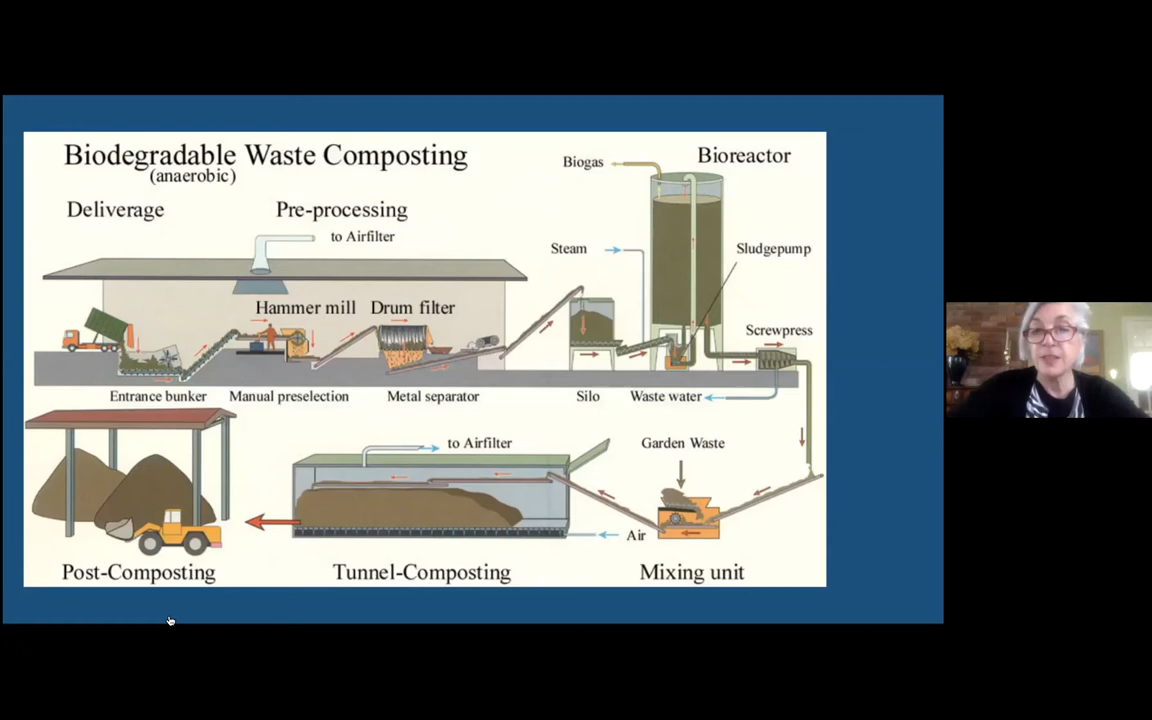 Biodegradable Waste Composting
(anaerobic)
Biogas
Bioreactor
Deliverage
Pre-processing
to Airfilter
Steam
Sludgepump
Hammer mill
Drum filter
Screwpress
Entrance bunker
Manual preselection
Metal separator
Silo
Waste water
to Airfilter
Garden Waste
Air
Post-Composting
Tunnel-Composting
Mixing unit